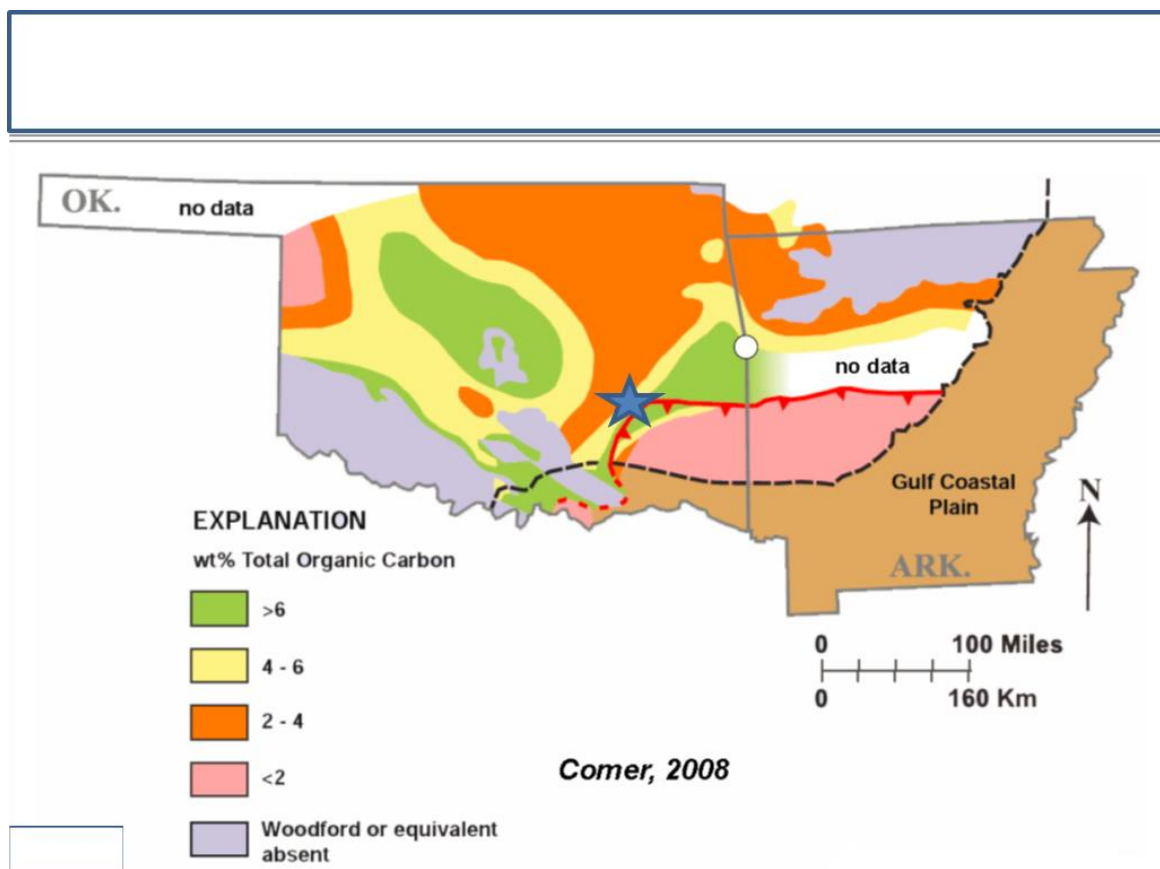 OK.
no data
no data
Gulf Coastal
Plain
N
ARK.
EXPLANATION
wt% Total Organic Carbon
>6
4 - 6
2 - 4
<2
Woodford or equivalent
absent
0 100 Miles
0 160 Km
Comer, 2008